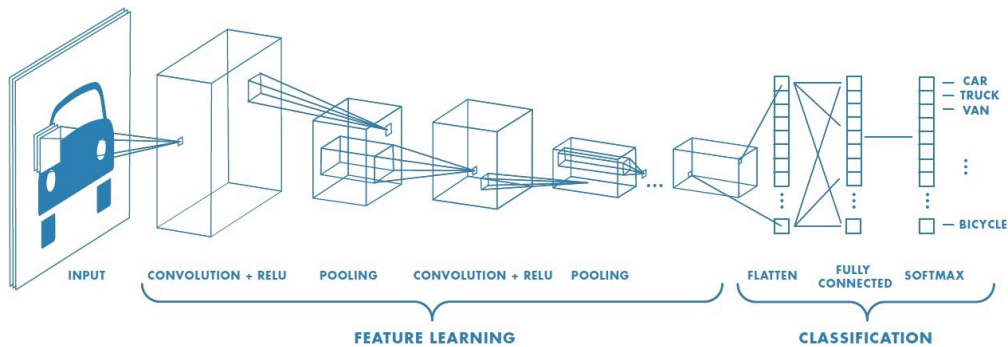 CAR
TRUCK
VAN
BICYCLE
INPUT
CONVOLUTION + RELU
POOLING
CONVOLUTION + RELU
POOLING
FLATTEN
FULLY
CONNECTED
SOFTMAX
FEATURE LEARNING
CLASSIFICATION